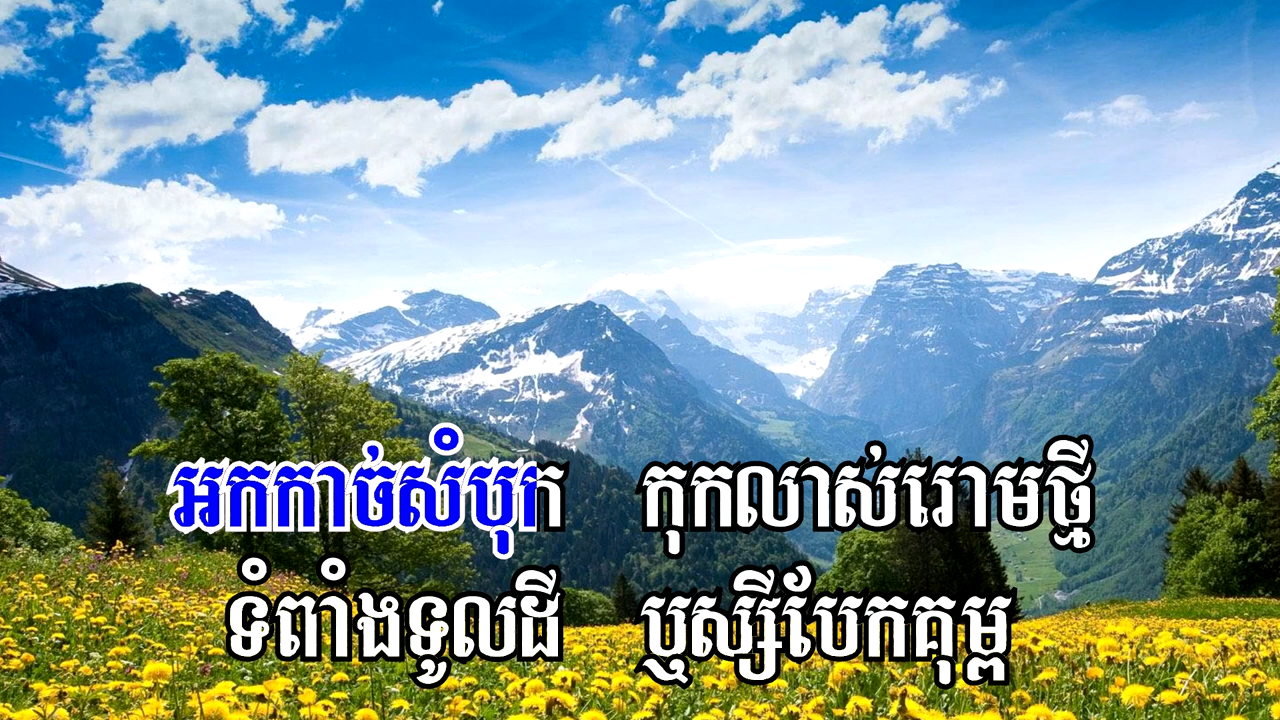 អកកាច់សំបុក កុកលាស់រោមថ្មី
ទំពាំងទូលដី ឬស្សីបែកគុម្ព